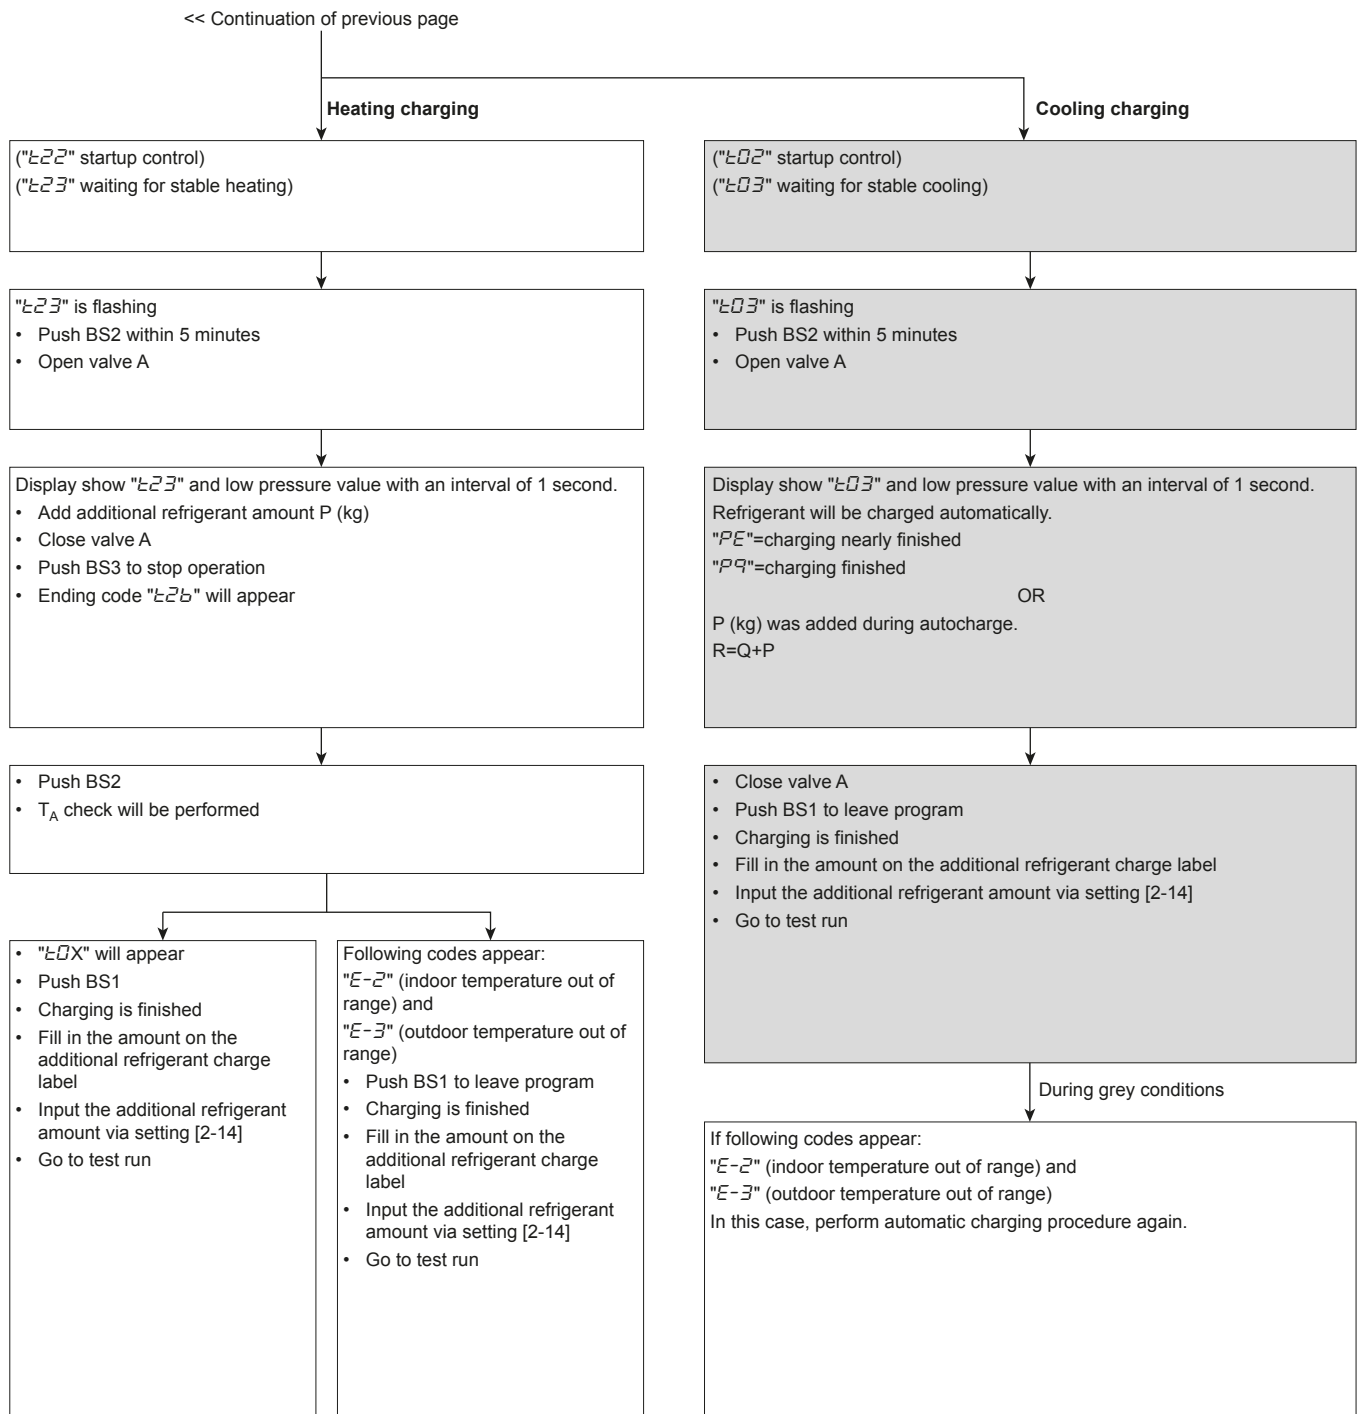 << Continuation of previous page
Heating charging
("t22" startup control)
("t23" waiting for stable heating)
"t23" is flashing
• Push BS2 within 5 minutes
• Open valve A
Display show "t23" and low pressure value with an interval of 1 second.
• Add additional refrigerant amount P (kg)
• Close valve A
• Push BS3 to stop operation
• Ending code "t26" will appear
• Push BS2
• TA check will be performed
• "t0X" will appear
• Push BS1
• Charging is finished
• Fill in the amount on the
additional refrigerant charge
label
• Input the additional refrigerant
amount via setting [2-14]
• Go to test run
Following codes appear:
"E-2" (indoor temperature out of
range) and
"E-3" (outdoor temperature out of
range)
• Push BS1 to leave program
• Charging is finished
• Fill in the amount on the
additional refrigerant charge
label
• Input the additional refrigerant
amount via setting [2-14]
• Go to test run
Cooling charging
("t02" startup control)
("t03" waiting for stable cooling)
"t03" is flashing
• Push BS2 within 5 minutes
• Open valve A
Display show "t03" and low pressure value with an interval of 1 second.
Refrigerant will be charged automatically.
"PE"=charging nearly finished
"P9"=charging finished
OR
P (kg) was added during autocharge.
R=Q+P
• Close valve A
• Push BS1 to leave program
• Charging is finished
• Fill in the amount on the additional refrigerant charge label
• Input the additional refrigerant amount via setting [2-14]
• Go to test run
During grey conditions
If following codes appear:
"E-2" (indoor temperature out of range) and
"E-3" (outdoor temperature out of range)
In this case, perform automatic charging procedure again.